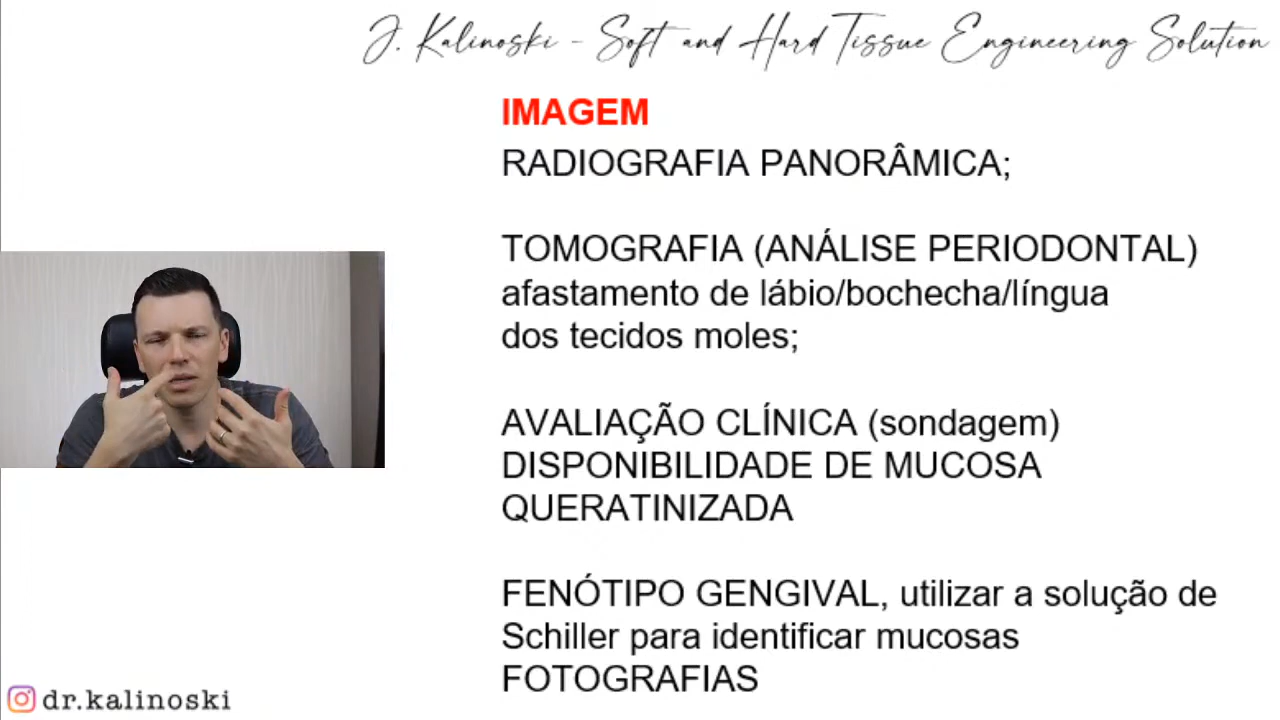 J. Kalinoski - Soft and Hard Tissue Engineering Solution
IMAGEM
RADIOGRAFIA PANORÂMICA;
TOMOGRAFIA (ANÁLISE PERIODONTAL)
afastamento de lábio/bochecha/língua
dos tecidos moles;
AVALIAÇÃO CLÍNICA (sondagem)
DISPONIBILIDADE DE MUCOSA
QUERATINIZADA
FENÓTIPO GENGIVAL, utilizar a solução de
Schiller para identificar mucosas
FOTOGRAFIAS
dr.kalinoski